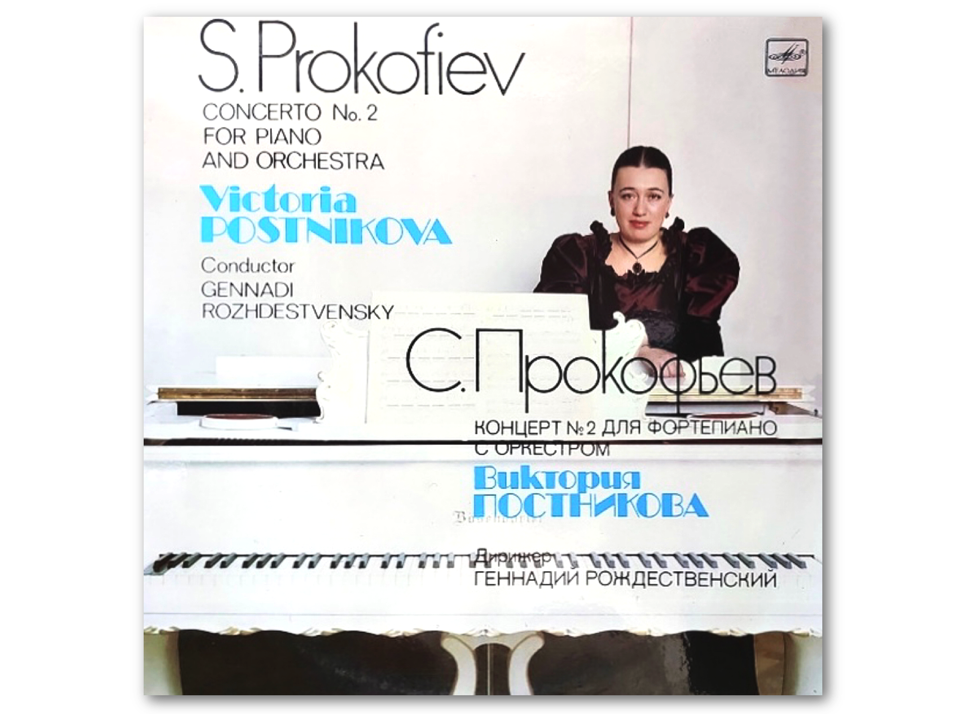 S. Prokofiev
CONCERTO No. 2
FOR PIANO
AND ORCHESTRA
Victoria
POSTNIKOVA
Conductor
GENNADI
ROZHDESTVENSKY
МЕЛОДИЯ
С. Прокофьев
КОНЦЕРТ №2 ДЛЯ ФОРТЕПИАНО
С ОРКЕСТРОМ
Виктория
ПОСТНИКОВА
Дирижер
ГЕННАДИЙ РОЖДЕСТВЕНСКИЙ